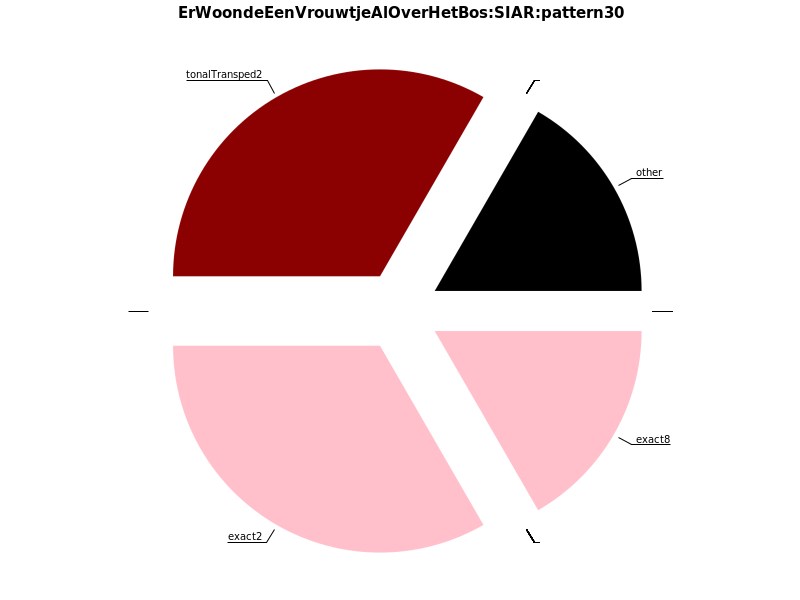 ErWoondeEenVrouwtjeAlOverHetBos:SIAR:pattern30
tonalTransped2
other
exact8
exact2